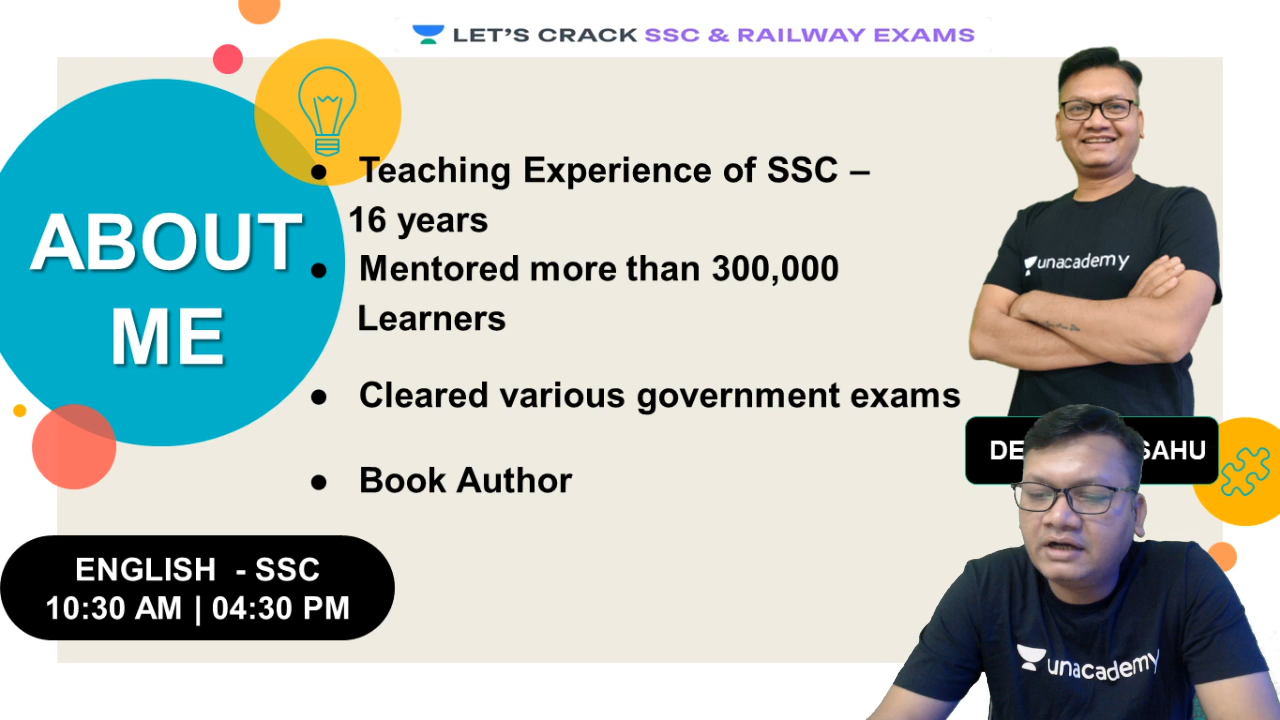 LET'S CRACK SSC & RAILWAY EXAMS
ABOUT
ME
● Teaching Experience of SSC –
16 years
● Mentored more than 300,000
Learners
● Cleared various government exams
● Book Author
unacademy
SAHU
ENGLISH - SSC
10:30 AM | 04:30 PM
unacademy